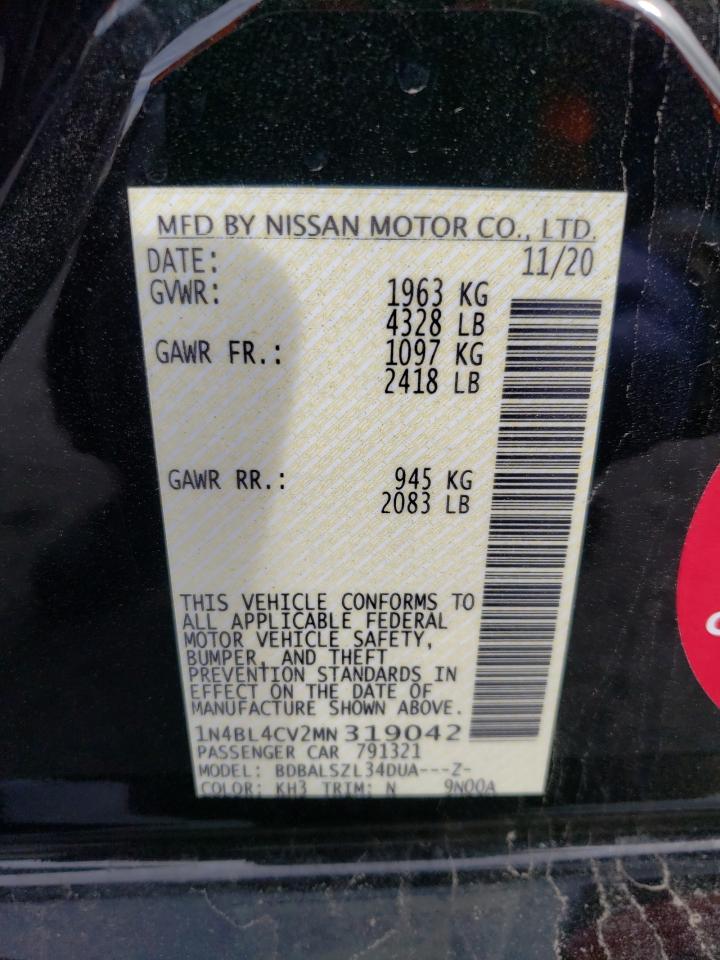 MFD BY NISSAN MOTOR CO., LTD.
DATE: 11/20
GVWR: 1963 KG
4328 LB
GAWR FR.: 1097 KG
2418 LB
GAWR RR.: 945 KG
2083 LB
THIS VEHICLE CONFORMS TO
ALL APPLICABLE FEDERAL
MOTOR VEHICLE SAFETY,
BUMPER, AND THEFT
PREVENTION STANDARDS IN
EFFECT ON THE DATE OF
MANUFACTURE SHOWN ABOVE.
1N4BL4CV2MN319042
PASSENGER CAR 791321
MODEL: BDBALSZL34DUA---Z-
COLOR: KH3 TRIM: N 9N00A